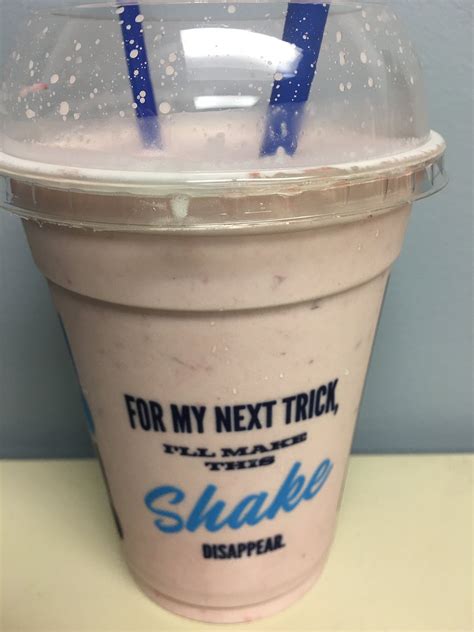 FOR MY NEXT TRICK,
I'LL MAKE
THIS
Shake
DISAPPEAR.